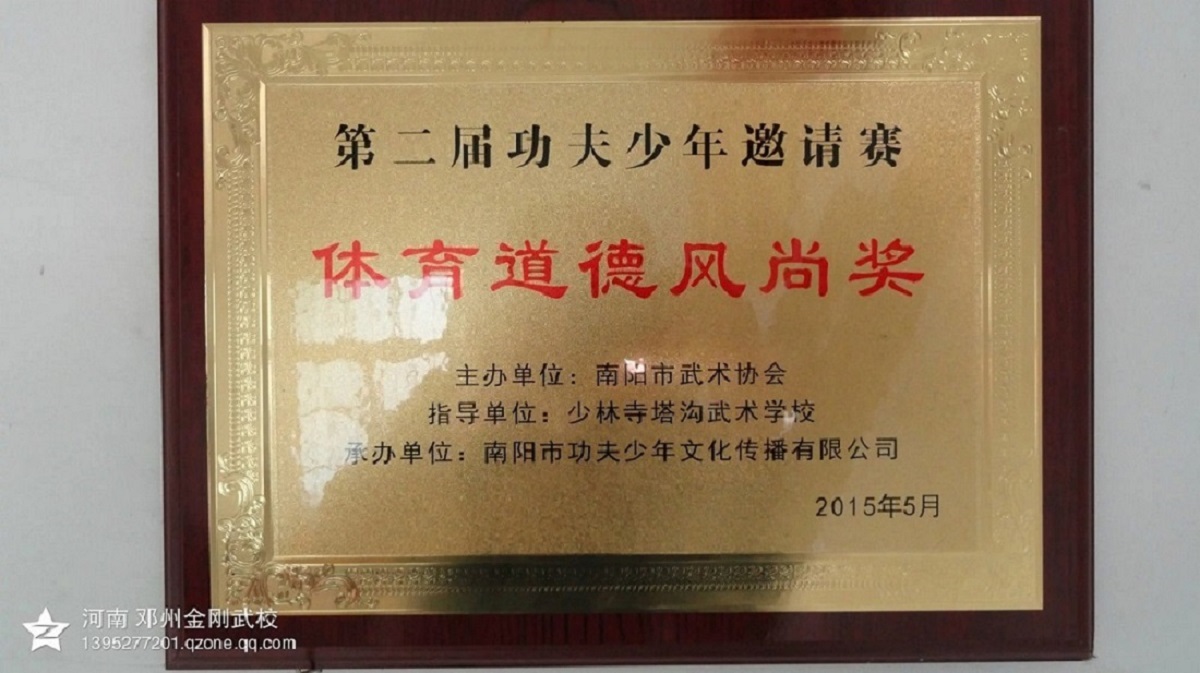 第二届功夫少年邀请赛
体育道德风尚奖
主办单位：南阳市武术协会
指导单位：少林寺塔沟武术学校
承办单位：南阳市功夫少年文化传播有限公司
2015年5月
河南 邓州金刚武校
1395277201.qzone.qq.com